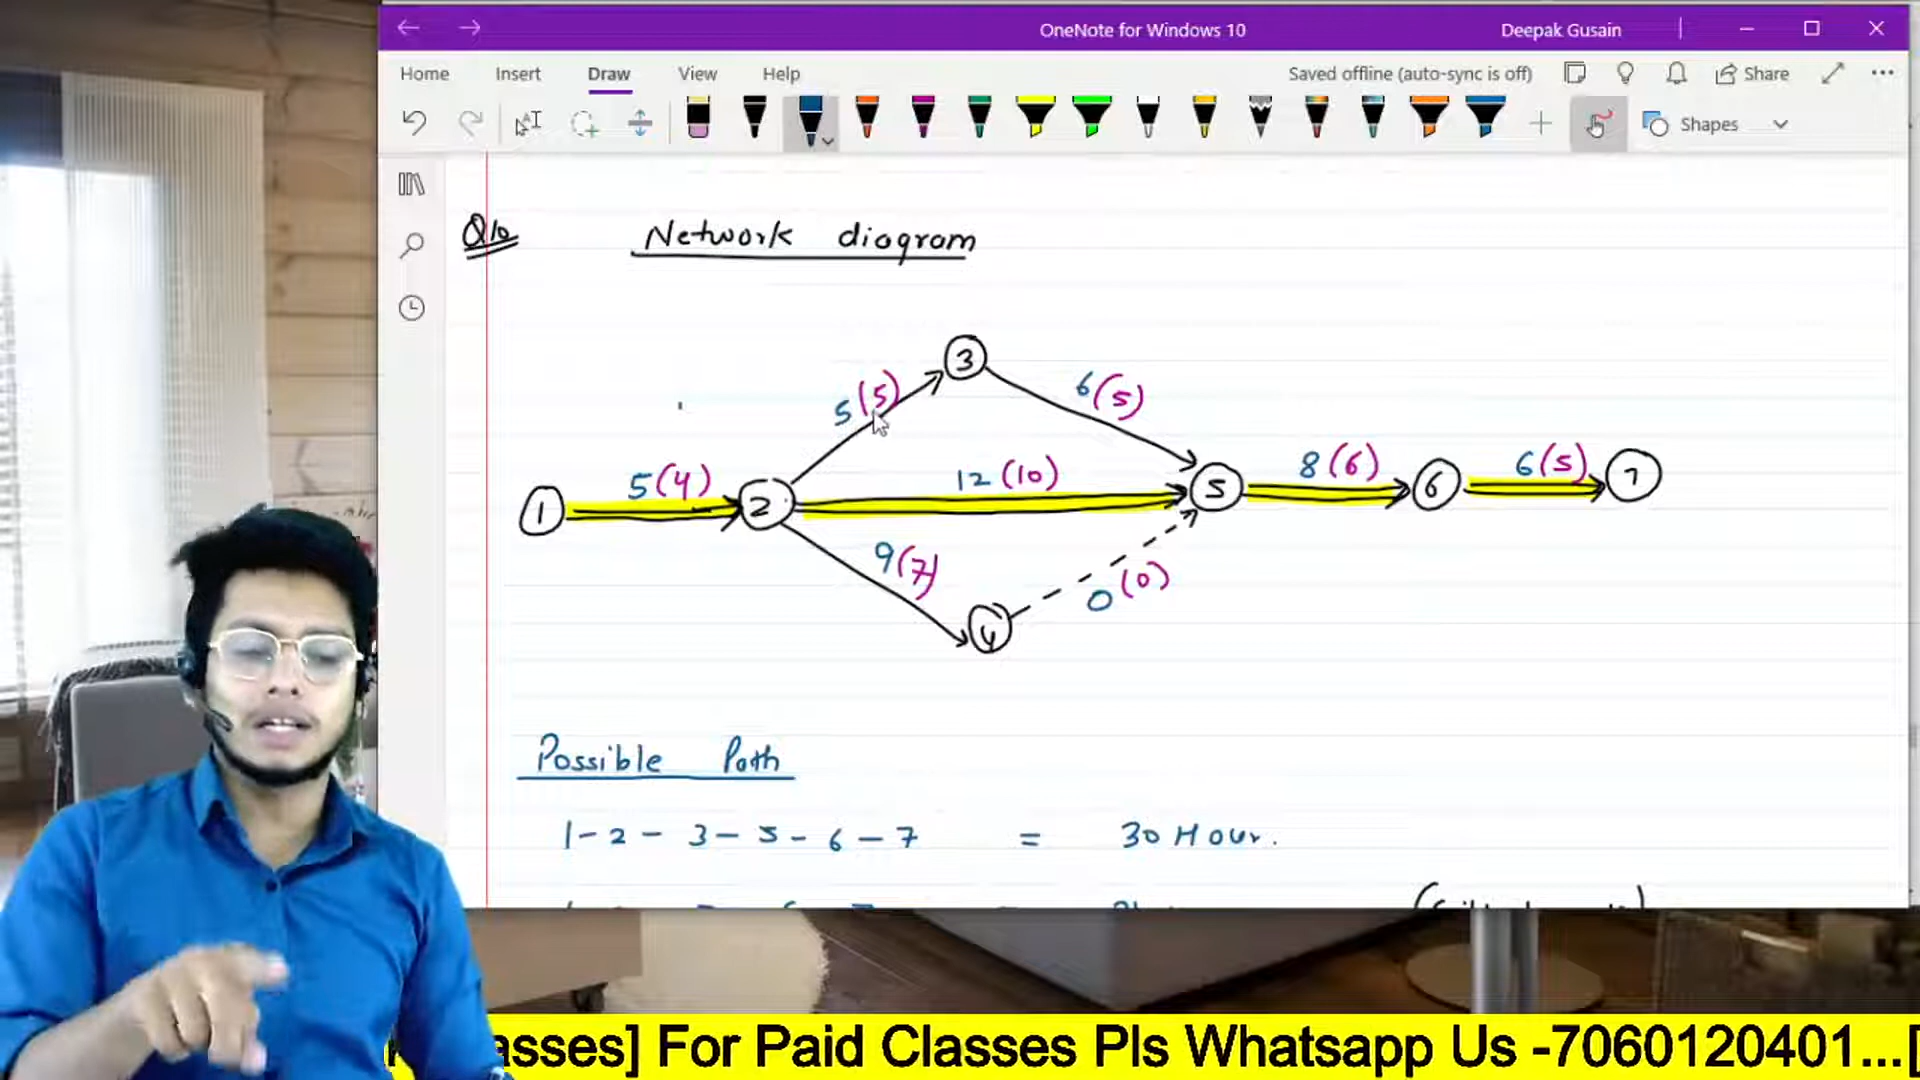 OneNote for Windows 10
Deepak Gusain
Home Insert Draw View Help
Saved offline (auto-sync is off)
Share
Shapes
Q10 Network diagram
3
5(5)
6(5)
5(4)
12(10)
8(6)
6(5)
1
2
5
6
7
9(7)
0(0)
4
Possible Path
1-2-3-5-6-7 = 30 Hour.
asses] For Paid Classes Pls Whatsapp Us -7060120401...[